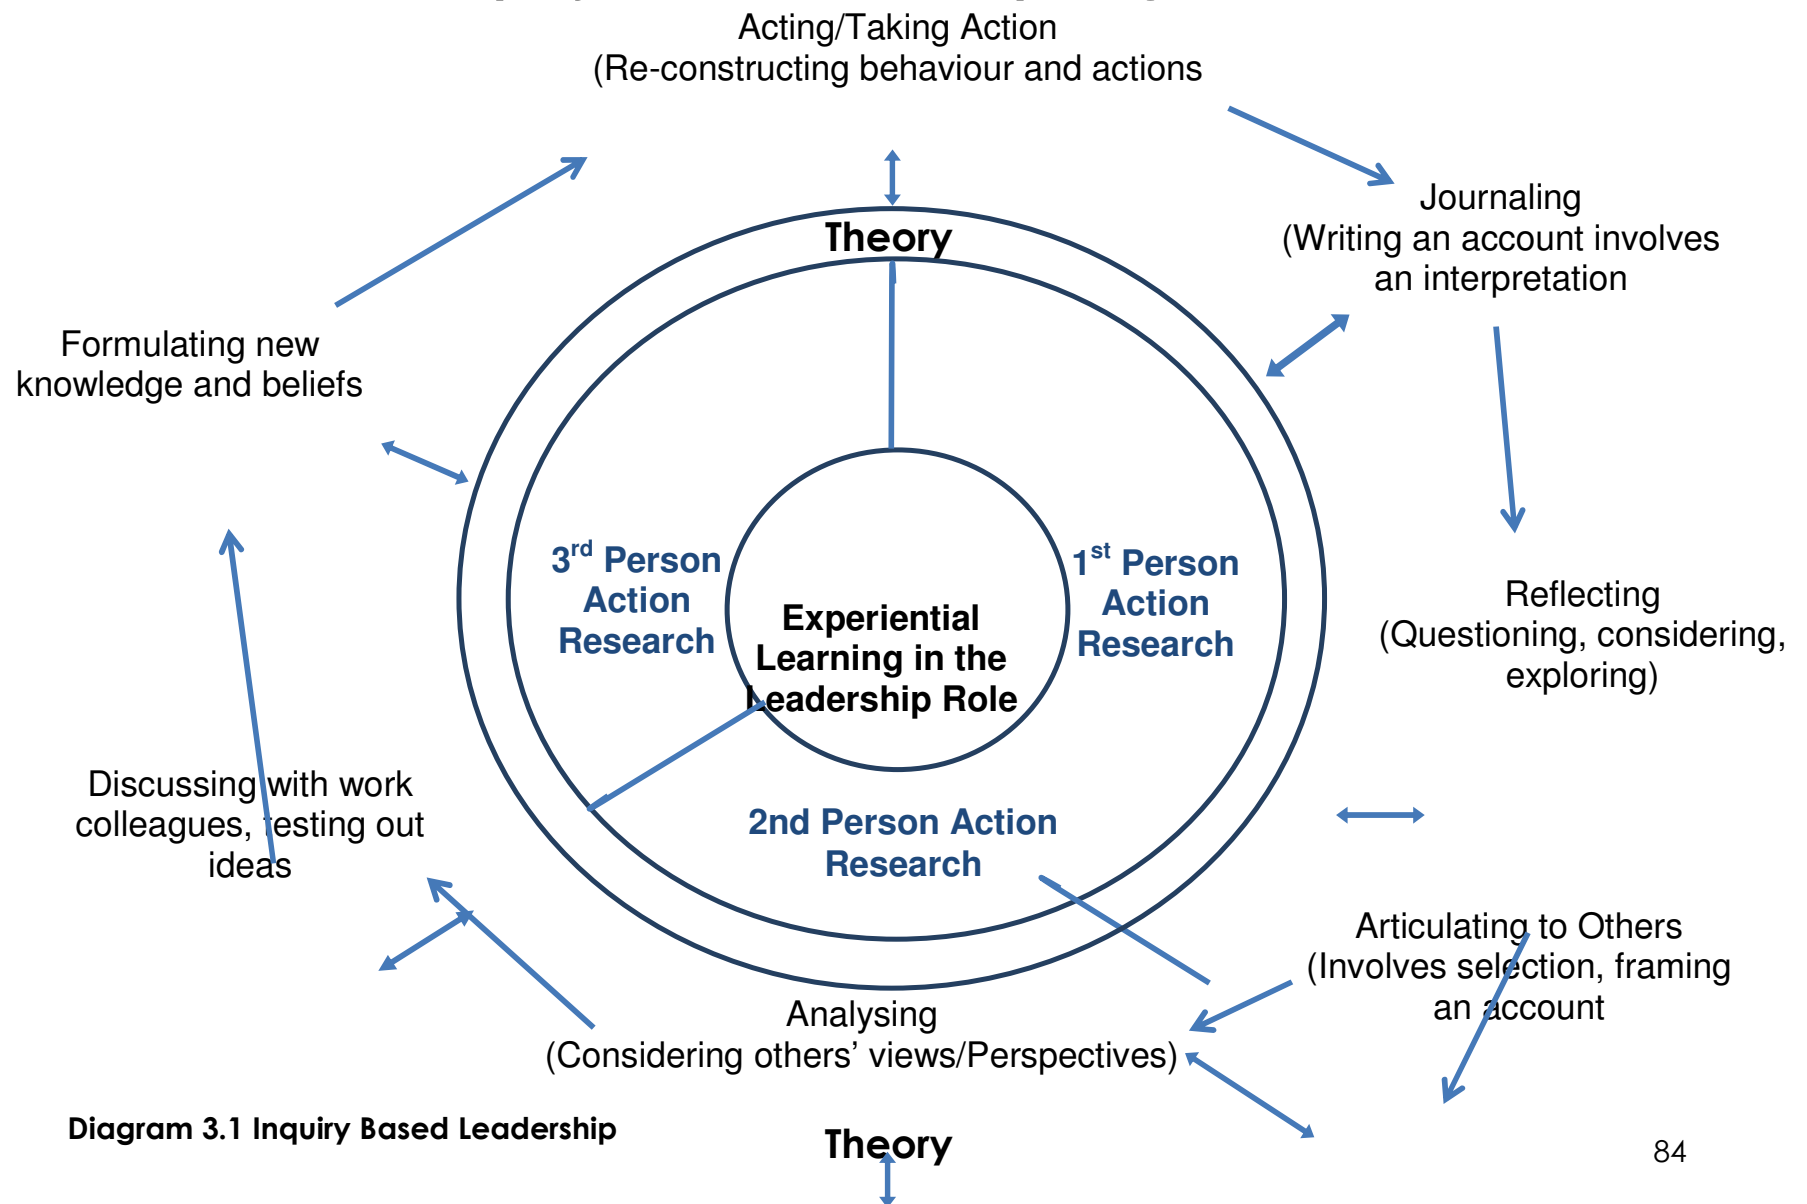 Acting/Taking Action
(Re-constructing behaviour and actions
Journaling
(Writing an account involves
an interpretation
Theory
Formulating new
knowledge and beliefs
3rd Person
Action
Research
1st Person
Action
Research
Experiential
Learning in the
Leadership Role
Reflecting
(Questioning, considering,
exploring)
Discussing with work
colleagues, testing out
ideas
2nd Person Action
Research
Articulating to Others
(Involves selection, framing
an account
Analysing
(Considering others’ views/Perspectives)
Diagram 3.1 Inquiry Based Leadership
Theory
84